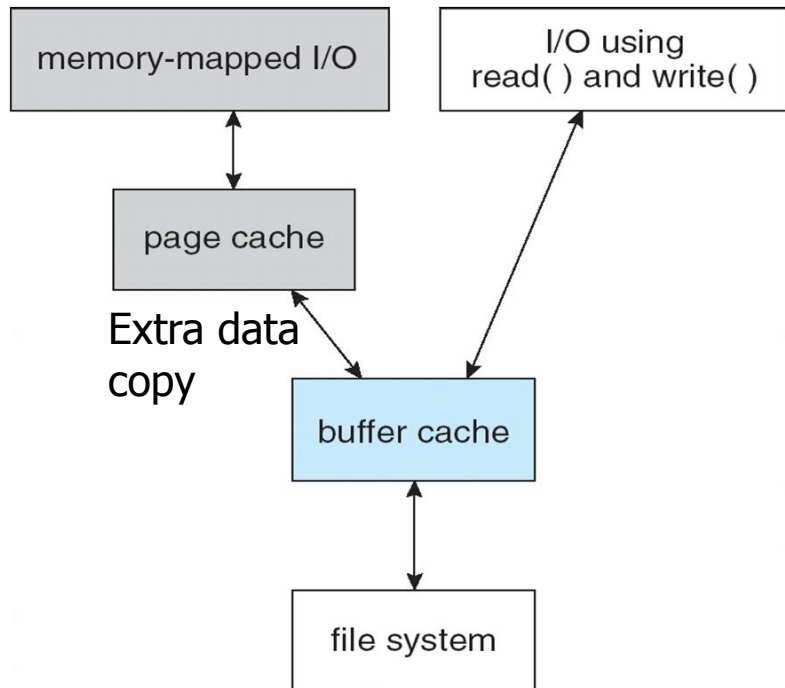 memory-mapped I/O
I/O using
read( ) and write( )
page cache
Extra data
copy
buffer cache
file system